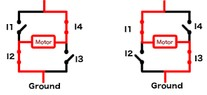 I1 I4
Motor
I2 I3
Ground
I1 I4
Motor
I2 I3
Ground